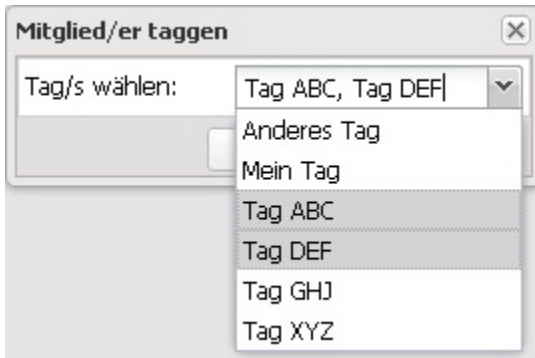 Mitglied/er taggen
Tag/s wählen: Tag ABC, Tag DEF
Anderes Tag
Mein Tag
Tag ABC
Tag DEF
Tag GHJ
Tag XYZ